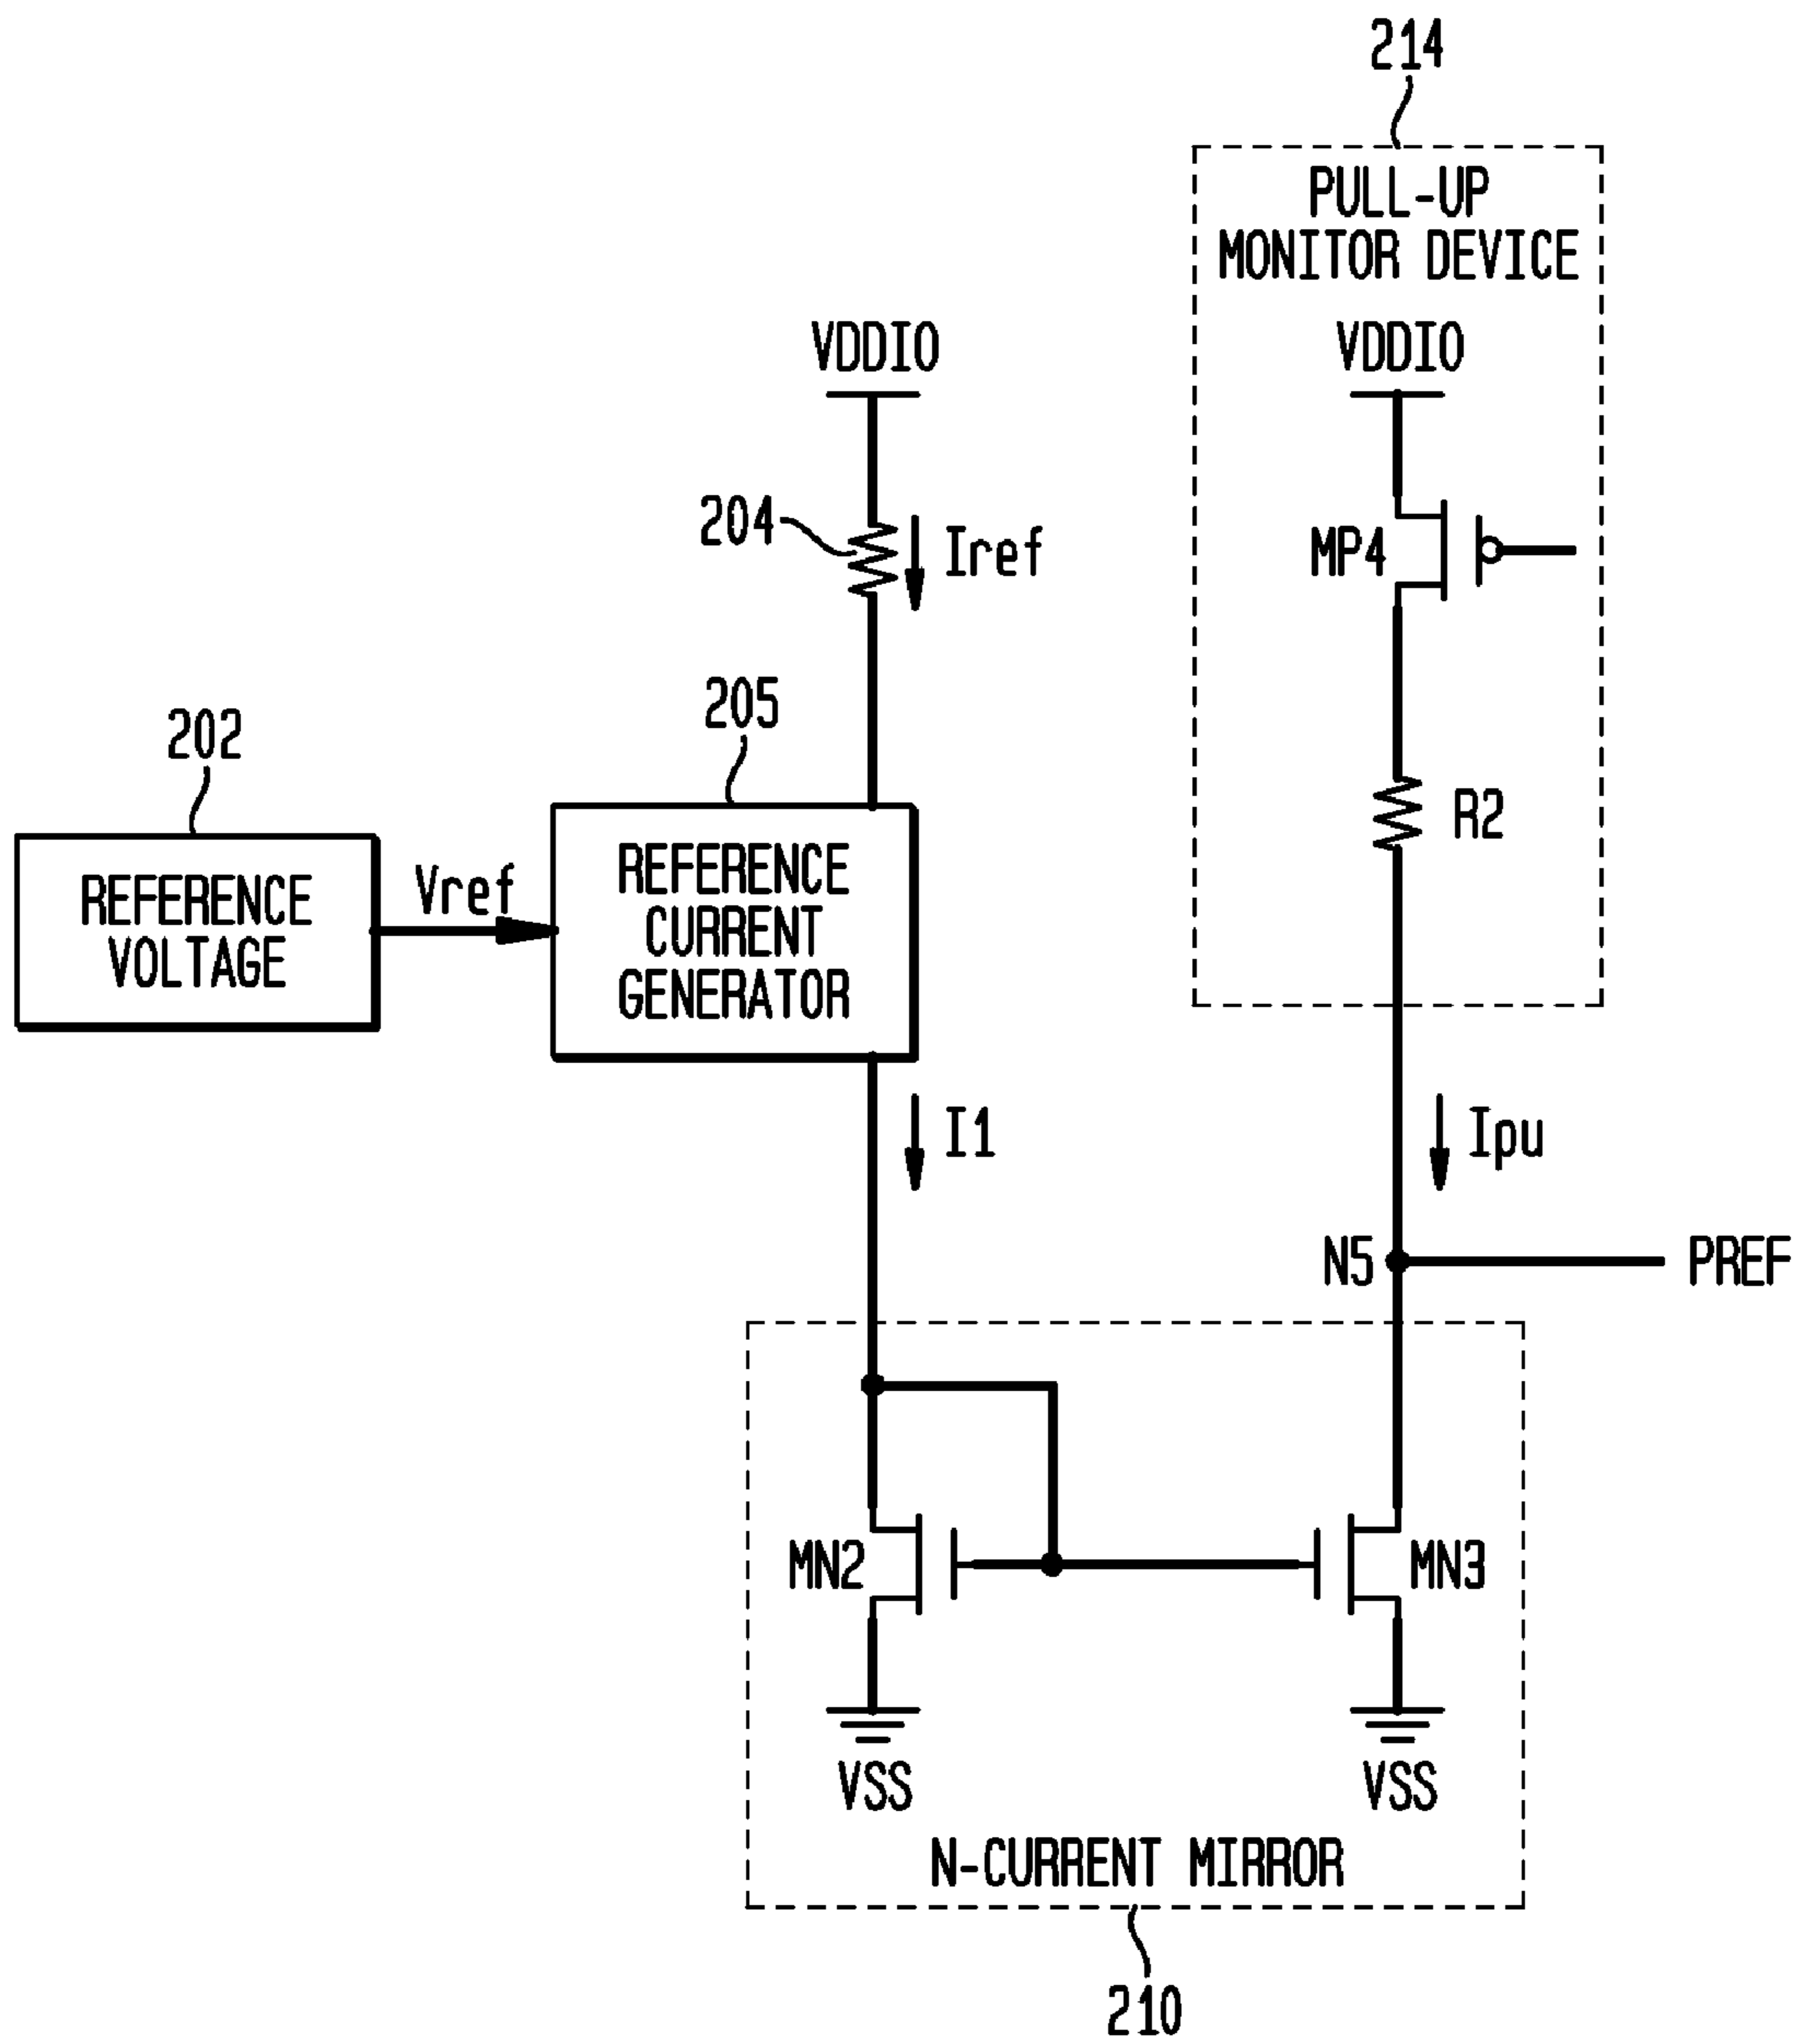 214
PULL-UP
MONITOR DEVICE
VDDIO
VDDIO
204
Iref
MP4
205
202
R2
REFERENCE
VOLTAGE
Vref
REFERENCE
CURRENT
GENERATOR
I1
Ipu
N5
PREF
MN2
MN3
VSS
VSS
N-CURRENT MIRROR
210